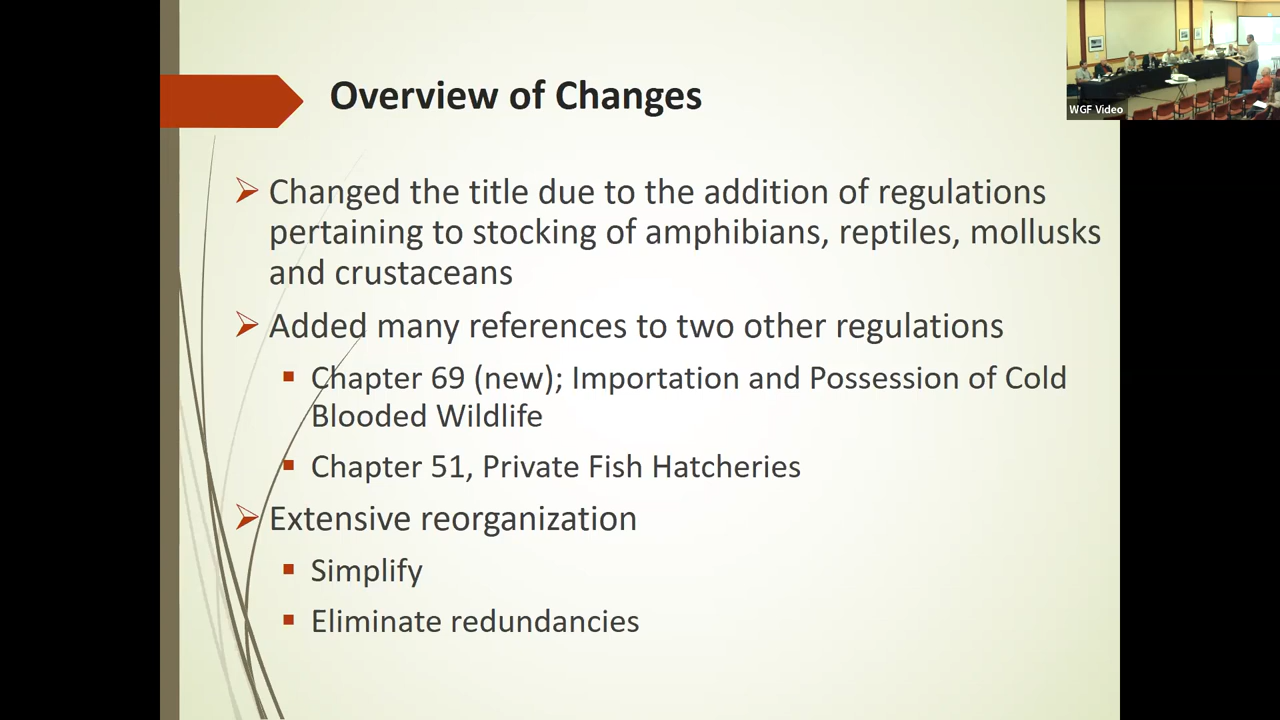 Overview of Changes
WGF Video
Changed the title due to the addition of regulations
pertaining to stocking of amphibians, reptiles, mollusks
and crustaceans
Added many references to two other regulations
Chapter 69 (new); Importation and Possession of Cold
Blooded Wildlife
Chapter 51, Private Fish Hatcheries
Extensive reorganization
Simplify
Eliminate redundancies